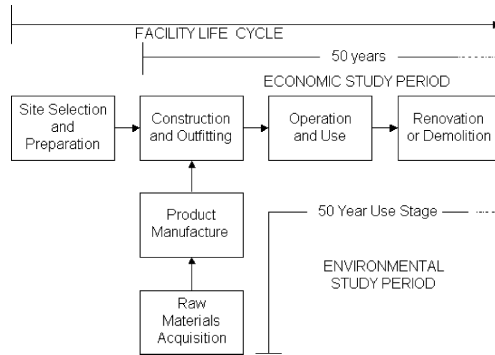 FACILITY LIFE CYCLE
50 years
ECONOMIC STUDY PERIOD
Site Selection
and
Preparation
Construction
and Outfitting
Operation
and Use
Renovation
or Demolition
Product
Manufacture
50 Year Use Stage
ENVIRONMENTAL
STUDY PERIOD
Raw
Materials
Acquisition